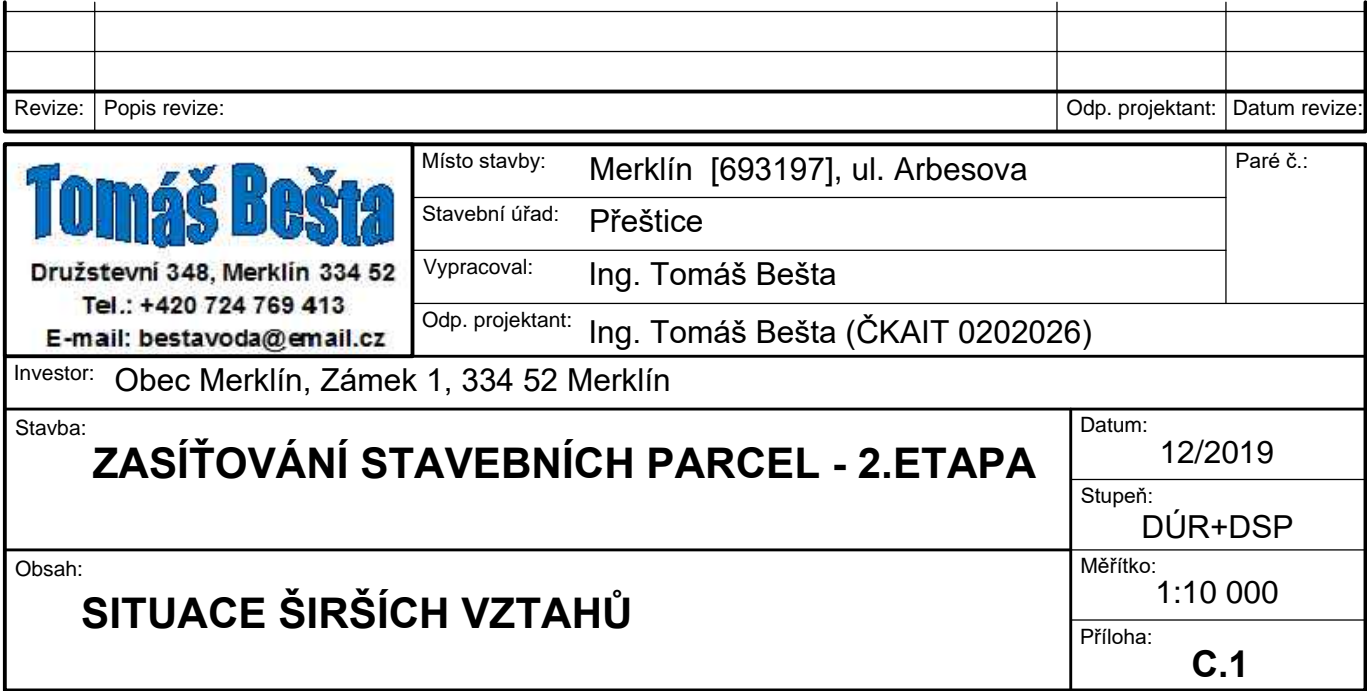 Revize: Popis revize: Odp. projektant: Datum revize:
Tomáš Bešta
Družstevní 348, Merklín 334 52
Tel.: +420 724 769 413
E-mail: bestavoda@email.cz
Místo stavby: Merklín [693197], ul. Arbesova
Paré č.:
Stavební úřad: Přeštice
Vypracoval: Ing. Tomáš Bešta
Odp. projektant: Ing. Tomáš Bešta (ČKAIT 0202026)
Investor: Obec Merklín, Zámek 1, 334 52 Merklín
Stavba:
ZASÍŤOVÁNÍ STAVEBNÍCH PARCEL - 2.ETAPA
Datum:
12/2019
Stupeň:
DÚR+DSP
Obsah:
SITUACE ŠIRŠÍCH VZTAHŮ
Měřítko:
1:10 000
Příloha:
C.1